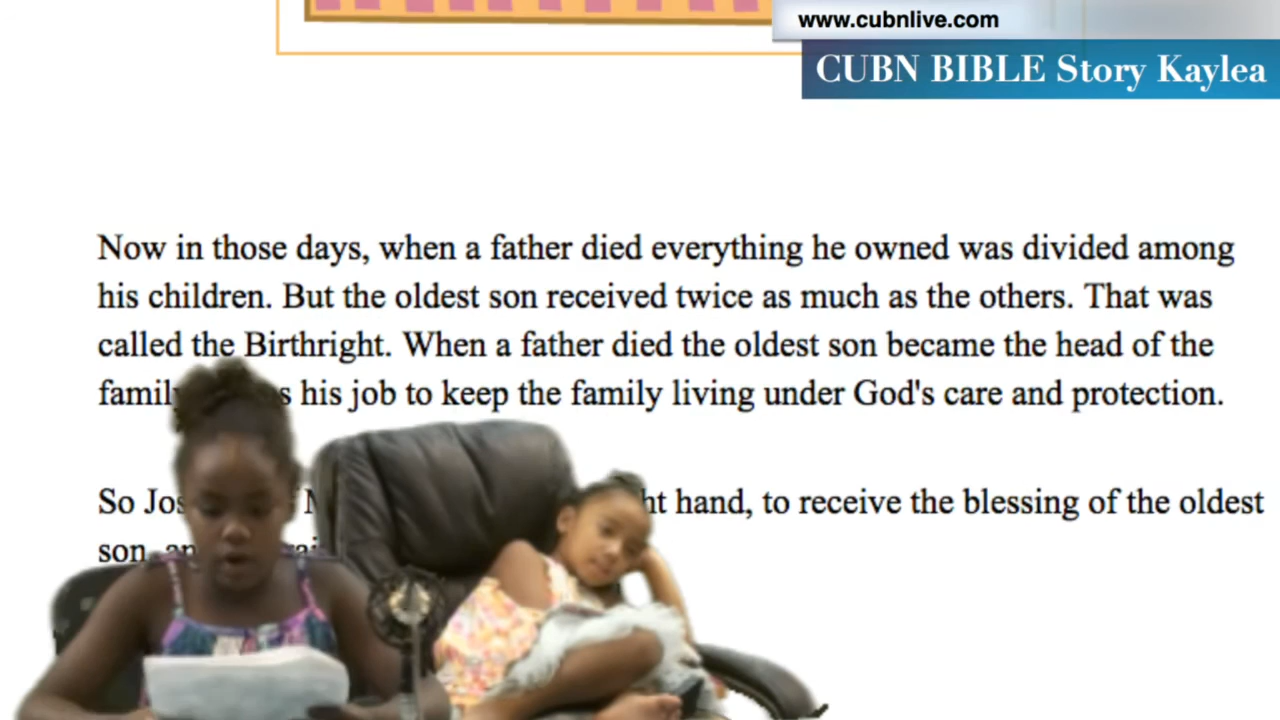 www.cubnlive.com
CUBN BIBLE Story Kaylea
Now in those days, when a father died everything he owned was divided among
his children. But the oldest son received twice as much as the others. That was
called the Birthright. When a father died the oldest son became the head of the
family his job to keep the family living under God's care and protection.
So hand, to receive the blessing of the oldest
son,